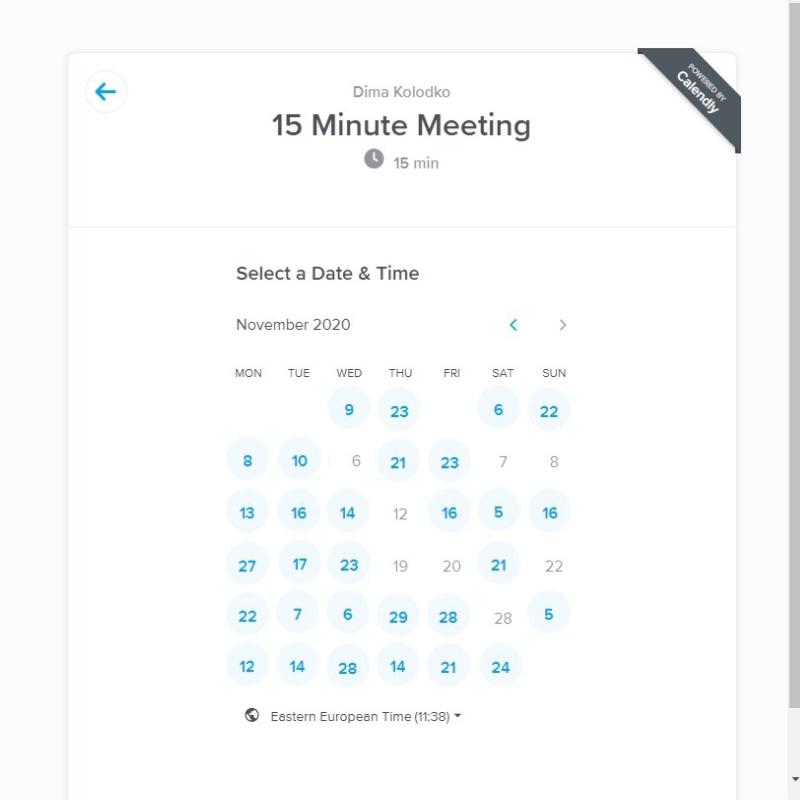 POWERED BY
Calendly
Dima Kolodko
15 Minute Meeting
15 min
Select a Date & Time
November 2020
MON TUE WED THU FRI SAT SUN
9 23 6 22
8 10 6 21 23 7 8
13 16 14 12 16 5 16
27 17 23 19 20 21 22
22 7 6 29 28 28 5
12 14 28 14 21 24
Eastern European Time (11:38)